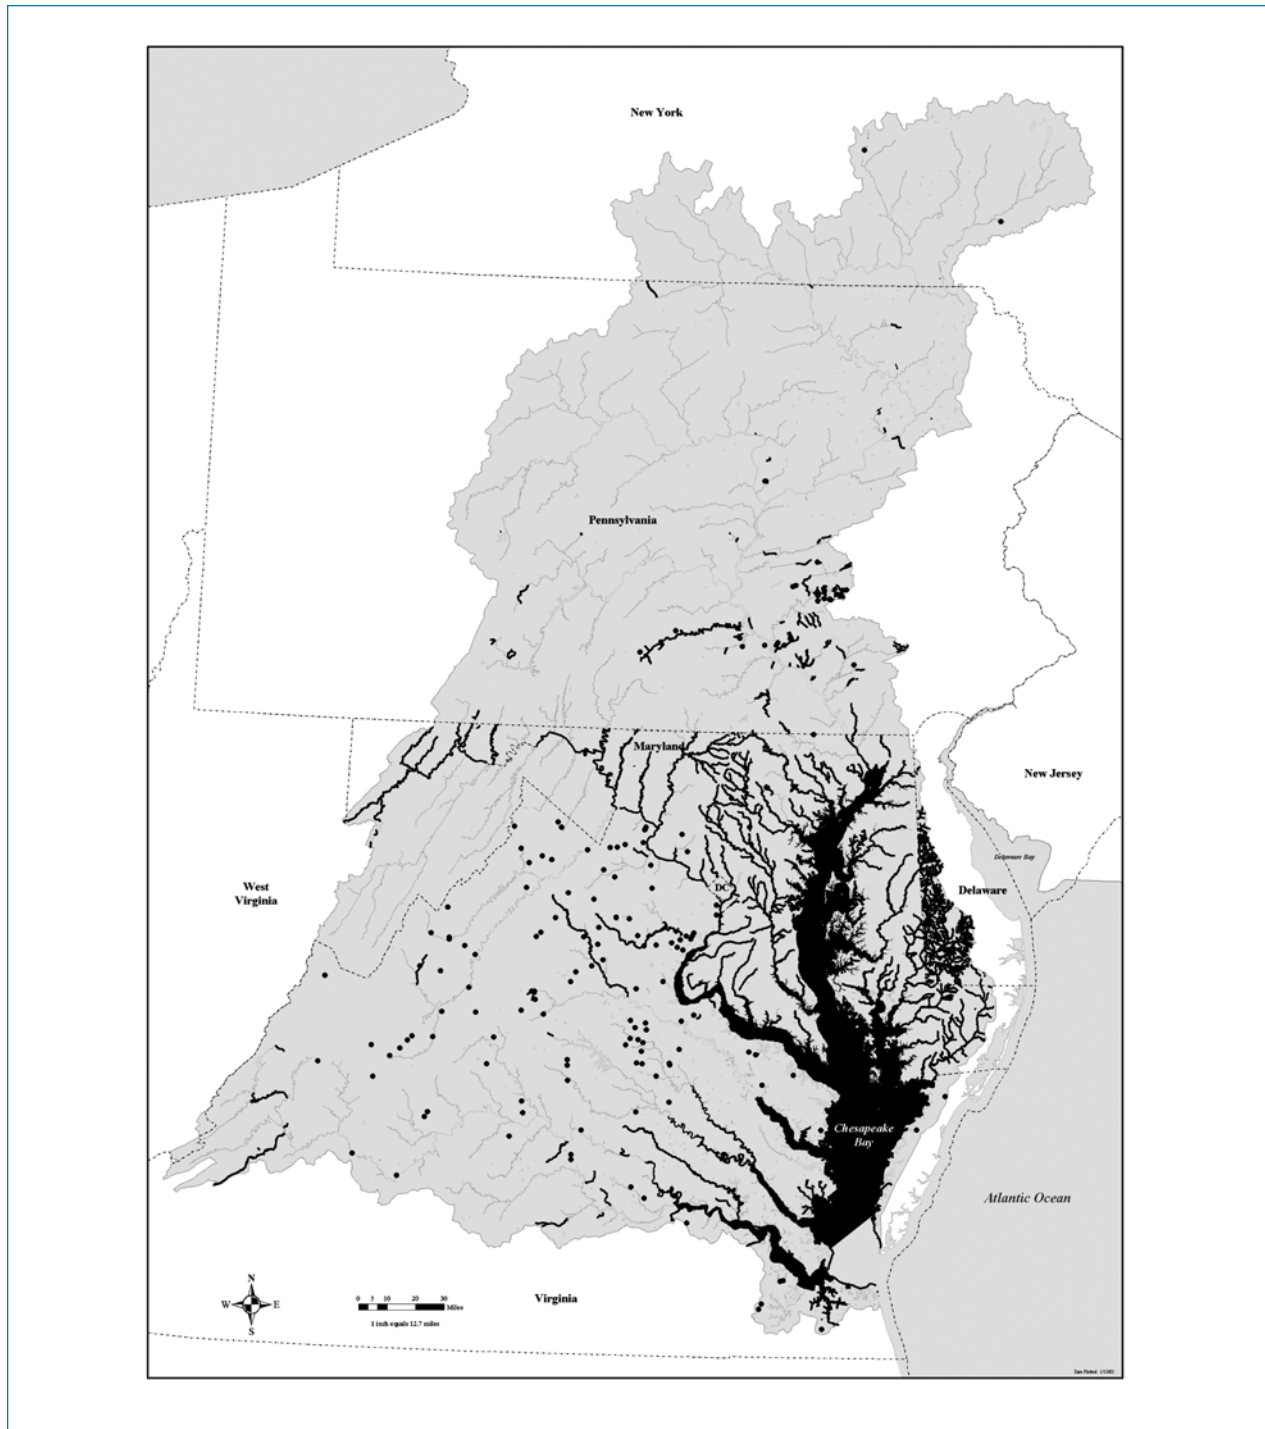 New York
Pennsylvania
Maryland
New Jersey
Delaware Bay
West
Virginia
DC
Delaware
Chesapeake
Bay
Atlantic Ocean
N
W E
S
0 5 10 20 30
Miles
1 inch equals 12.7 miles
Virginia